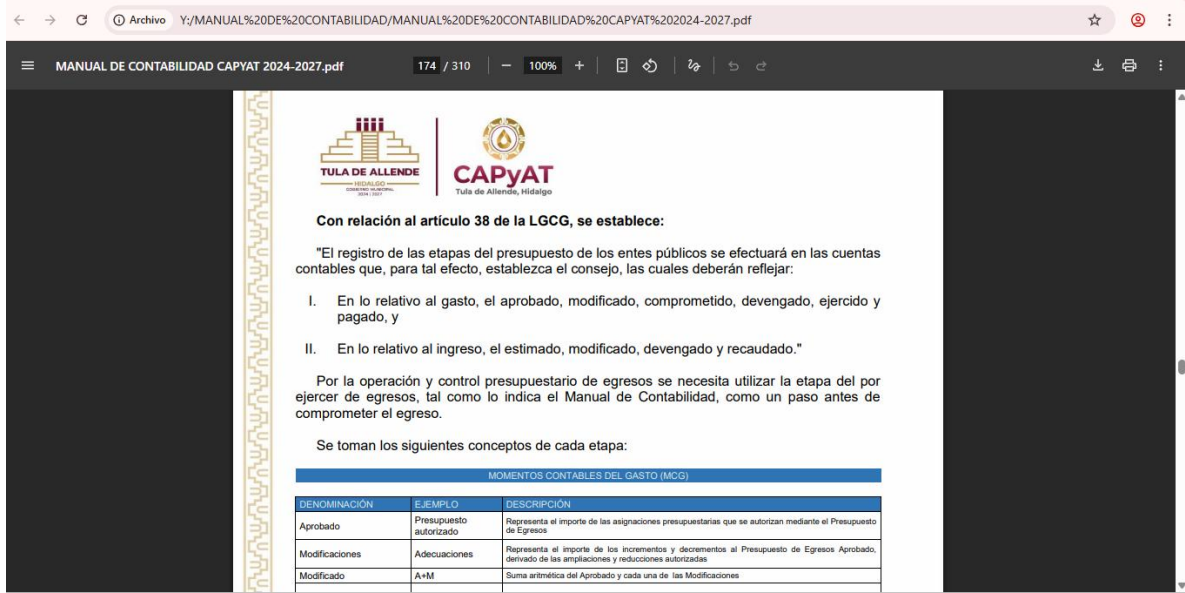 Archivo Y:/MANUAL%20DE%20CONTABILIDAD/MANUAL%20DE%20CONTABILIDAD%20CAPYAT%202024-2027.pdf
MANUAL DE CONTABILIDAD CAPYAT 2024-2027.pdf 174 / 310 100%
TULA DE ALLENDE
HIDALGO
GOBIERNO MUNICIPAL
2024 | 2027
CAPyAT
Tula de Allende, Hidalgo
Con relación al artículo 38 de la LGCG, se establece:
"El registro de las etapas del presupuesto de los entes públicos se efectuará en las cuentas
contables que, para tal efecto, establezca el consejo, las cuales deberán reflejar:
I. En lo relativo al gasto, el aprobado, modificado, comprometido, devengado, ejercido y
pagado, y
II. En lo relativo al ingreso, el estimado, modificado, devengado y recaudado."
Por la operación y control presupuestario de egresos se necesita utilizar la etapa del por
ejercer de egresos, tal como lo indica el Manual de Contabilidad, como un paso antes de
comprometer el egreso.
Se toman los siguientes conceptos de cada etapa:
MOMENTOS CONTABLES DEL GASTO (MCG)
DENOMINACIÓN EJEMPLO DESCRIPCIÓN
Aprobado Presupuesto autorizado Representa el importe de las asignaciones presupuestarias que se autorizan mediante el Presupuesto
de Egresos
Modificaciones Adecuaciones Representa el importe de los incrementos y decrementos al Presupuesto de Egresos Aprobado,
derivado de las ampliaciones y reducciones autorizadas
Modificado A+M Suma aritmética del Aprobado y cada una de las Modificaciones